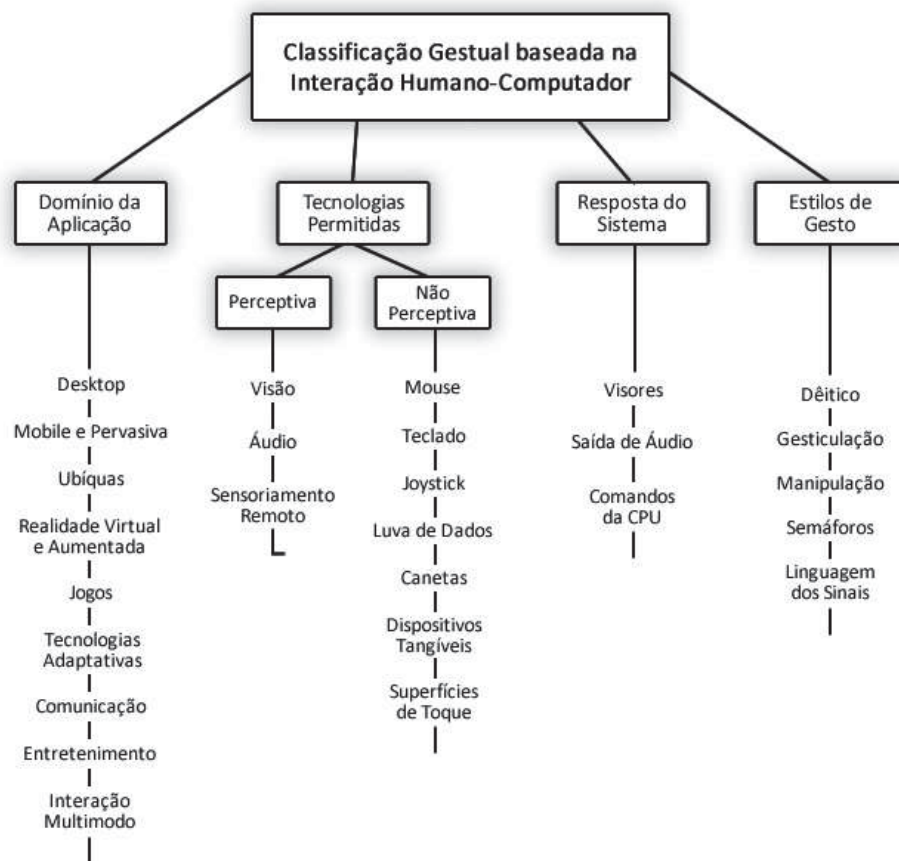 Classificação Gestual baseada na
Interação Humano-Computador
Domínio da
Aplicação
Tecnologias
Permitidas
Resposta do
Sistema
Estilos de
Gesto
Perceptiva
Não
Perceptiva
Desktop
Mobile e Pervasiva
Ubíquas
Realidade Virtual
e Aumentada
Jogos
Tecnologias
Adaptativas
Comunicação
Entretenimento
Interação
Multimodo
Visão
Áudio
Sensoriamento
Remoto
Mouse
Teclado
Joystick
Luva de Dados
Canetas
Dispositivos
Tangíveis
Superfícies
de Toque
Visores
Saída de Áudio
Comandos
da CPU
Dêitico
Gesticulação
Manipulação
Semáforos
Linguagem
dos Sinais